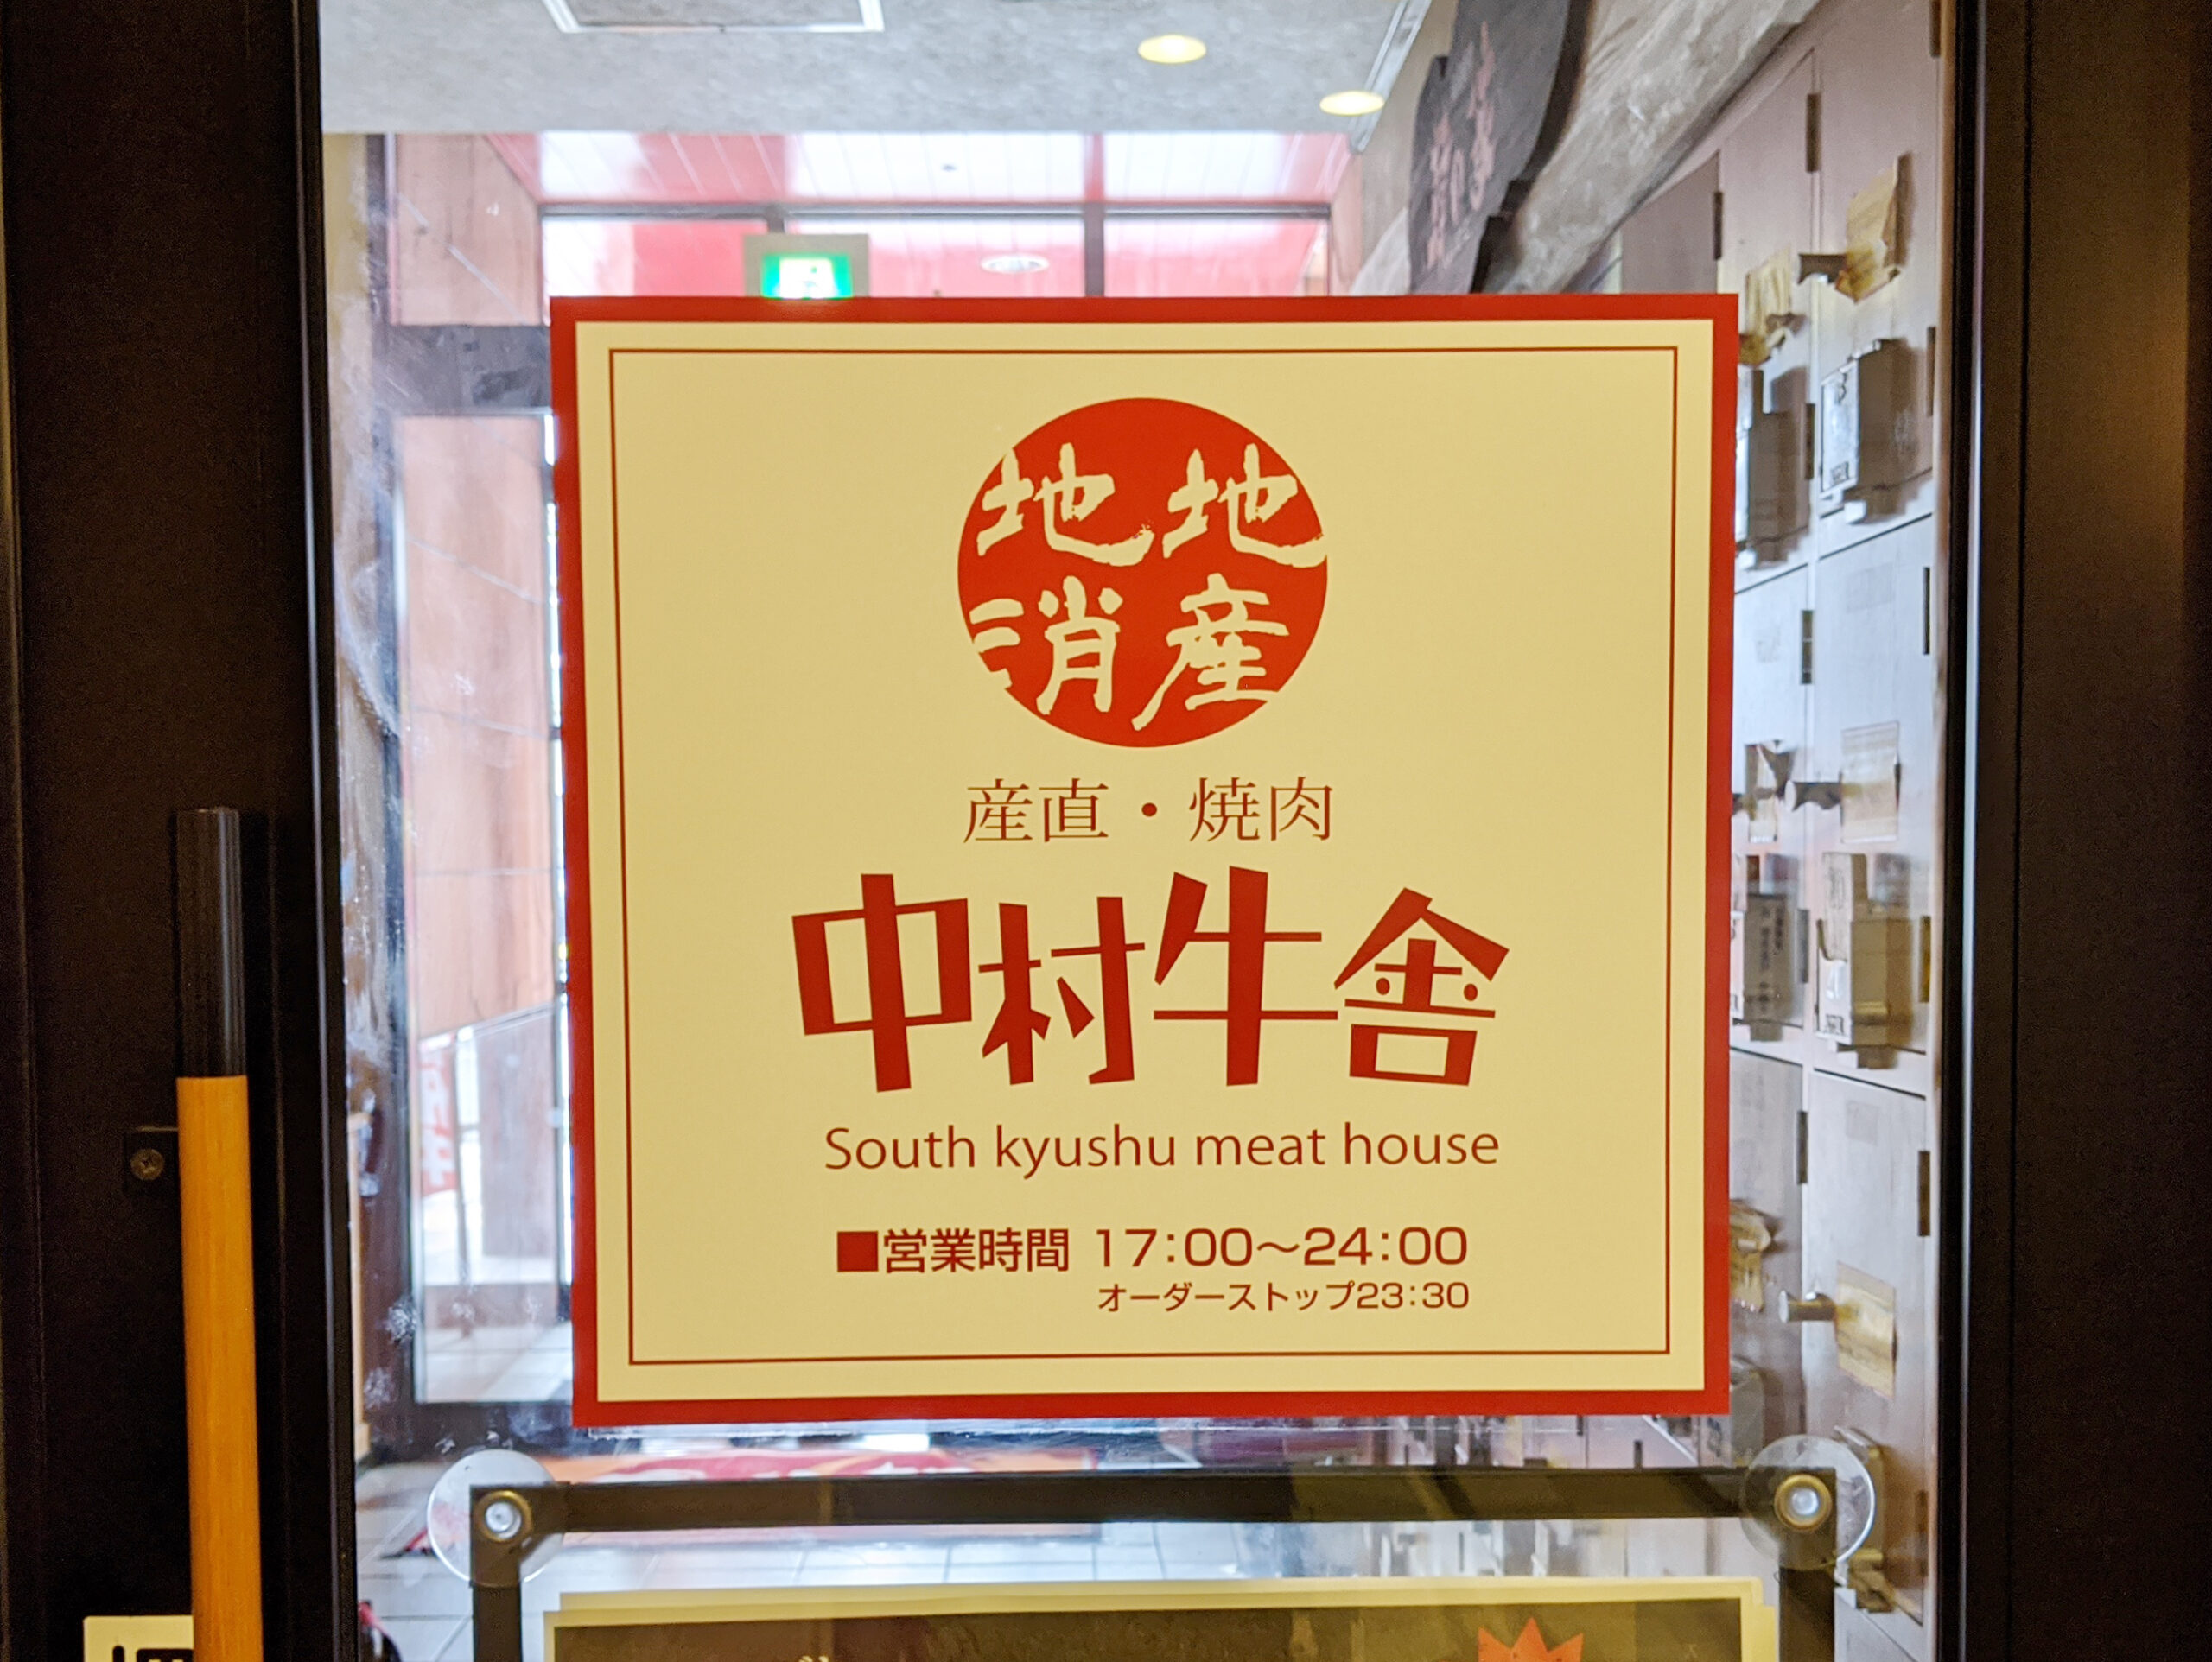 地産
地消
産直・焼肉
中村牛舎
South kyushu meat house
■営業時間 17:00～24:00
オーダーストップ23:30